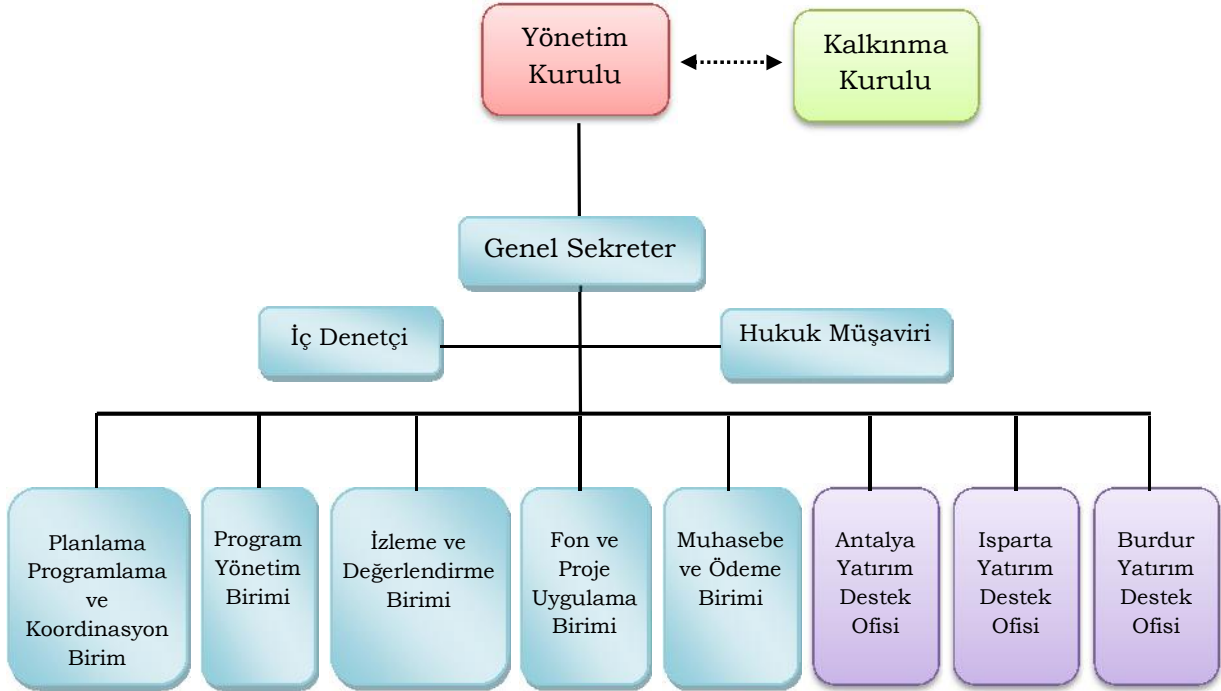 Yönetim
Kurulu
Kalkınma
Kurulu
Genel Sekreter
İç Denetçi
Hukuk Müşaviri
Planlama
Programlama
ve
Koordinasyon
Birim
Program
Yönetim
Birimi
İzleme ve
Değerlendirme
Birimi
Fon ve
Proje
Uygulama
Birimi
Muhasebe
ve Ödeme
Birimi
Antalya
Yatırım
Destek
Ofisi
Isparta
Yatırım
Destek
Ofisi
Burdur
Yatırım
Destek
Ofisi